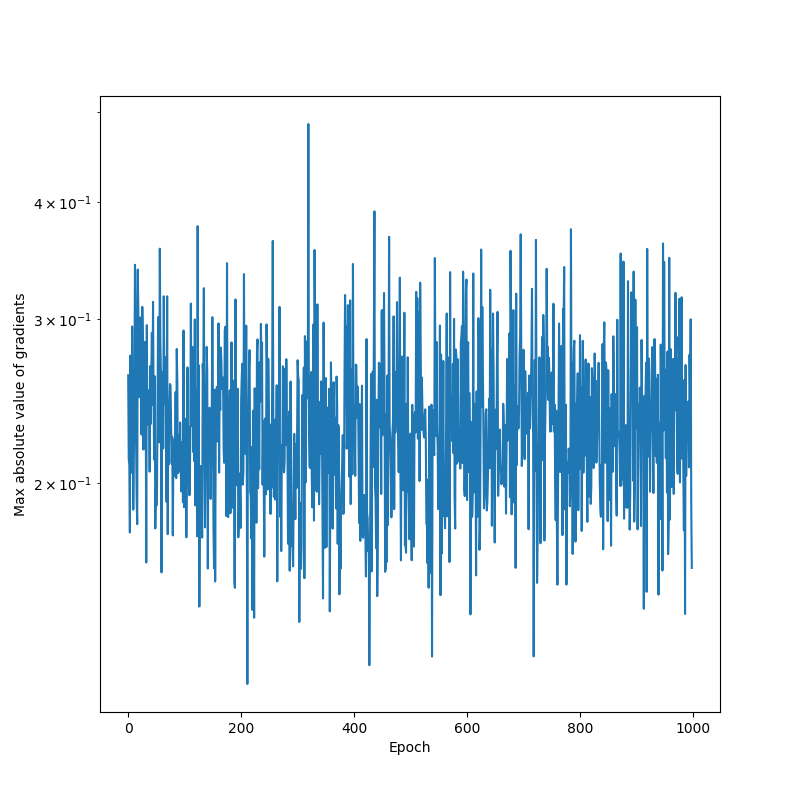 Max absolute value of gradients
4 × 10⁻¹
3 × 10⁻¹
2 × 10⁻¹
0 200 400 600 800 1000
Epoch